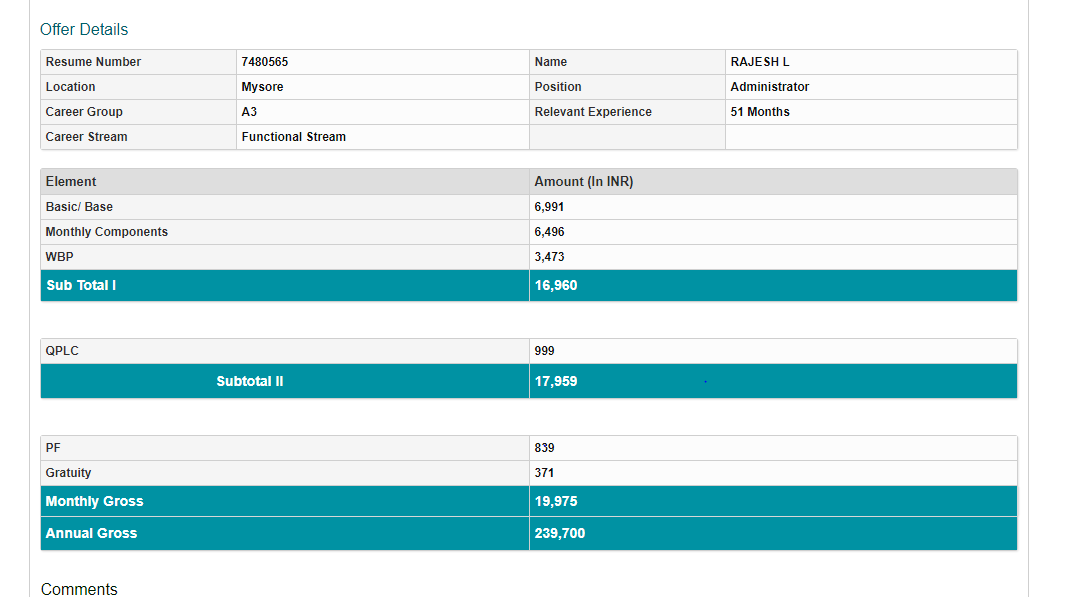 Offer Details
Resume Number 7480565 Name RAJESH L
Location Mysore Position Administrator
Career Group A3 Relevant Experience 51 Months
Career Stream Functional Stream
Element Amount (In INR)
Basic/ Base 6,991
Monthly Components 6,496
WBP 3,473
Sub Total I 16,960
QPLC 999
Subtotal II 17,959
PF 839
Gratuity 371
Monthly Gross 19,975
Annual Gross 239,700
Comments